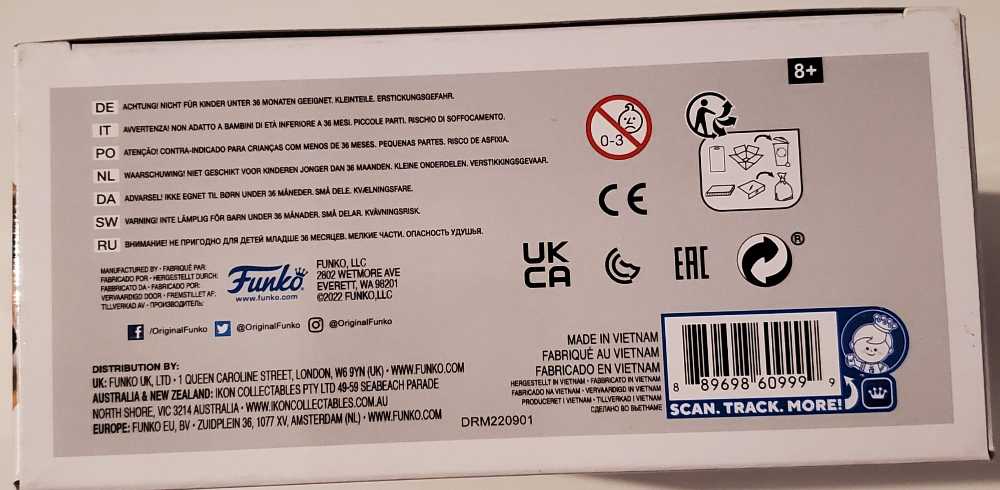 8+
DE ACHTUNG! NICHT FÜR KINDER UNTER 36 MONATEN GEEIGNET. KLEINTEILE. ERSTICKUNGSGEFAHR.
IT AVVERTENZA! NON ADATTO A BAMBINI DI ETÀ INFERIORE A 36 MESI. PICCOLE PARTI. RISCHIO DI SOFFOCAMENTO.
PO ATENÇÃO! CONTRA-INDICADO PARA CRIANÇAS COM MENOS DE 36 MESES. PEQUENAS PARTES. RISCO DE ASFIXIA.
NL WAARSCHUWING! NIET GESCHIKT VOOR KINDEREN JONGER DAN 36 MAANDEN. KLEINE ONDERDELEN. VERSTIKKINGSGEVAAR.
DA ADVARSEL! IKKE EGNET TIL BØRN UNDER 36 MÅNEDER. SMÅ DELE. KVÆLNINGSFARE.
SW VARNING! INTE LÄMPLIG FÖR BARN UNDER 36 MÅNADER. SMÅ DELAR. KVÄVNINGSRISK.
RU ВНИМАНИЕ! НЕ ПРИГОДНО ДЛЯ ДЕТЕЙ МЛАДШЕ 36 МЕСЯЦЕВ. МЕЛКИЕ ЧАСТИ. ОПАСНОСТЬ УДУШЬЯ.
0-3
CE
UK
CA
EAC
®
MANUFACTURED BY • FABRIQUÉ PAR:
FABRICADO POR • HERGESTELLT DURCH:
FABBRICATO DA • FABRICADO POR:
VERVAARDIGD DOOR • FREMSTILLET AF:
TILLVERKAD AV • ПРОИЗВОДИТЕЛЬ:
Funko
www.funko.com
FUNKO, LLC
2802 WETMORE AVE
EVERETT, WA 98201
©2022 FUNKO,LLC
/OriginalFunko @OriginalFunko @OriginalFunko
DISTRIBUTION BY:
UK: FUNKO UK, LTD • 1 QUEEN CAROLINE STREET, LONDON, W6 9YN (UK) • WWW.FUNKO.COM
AUSTRALIA & NEW ZEALAND: IKON COLLECTABLES PTY LTD 49-59 SEABEACH PARADE
NORTH SHORE, VIC 3214 AUSTRALIA • WWW.IKONCOLLECTABLES.COM.AU
EUROPE: FUNKO EU, BV • ZUIDPLEIN 36, 1077 XV, AMSTERDAM (NL) • WWW.FUNKO.COM
DRM220901
MADE IN VIETNAM
FABRIQUÉ AU VIETNAM
FABRICADO EN VIETNAM
HERGESTELLT IN VIETNAM • FABBRICATO IN VIETNAM
FABRICADO NA VIETNAM • VERVAARDIGD IN VIETNAM
PRODUCERET I VIETNAM • TILLVERKAD I VIETNAM
СДЕЛАНО ВО ВЬЕТНАМЕ
8 89698 60999 9
SCAN. TRACK. MORE!